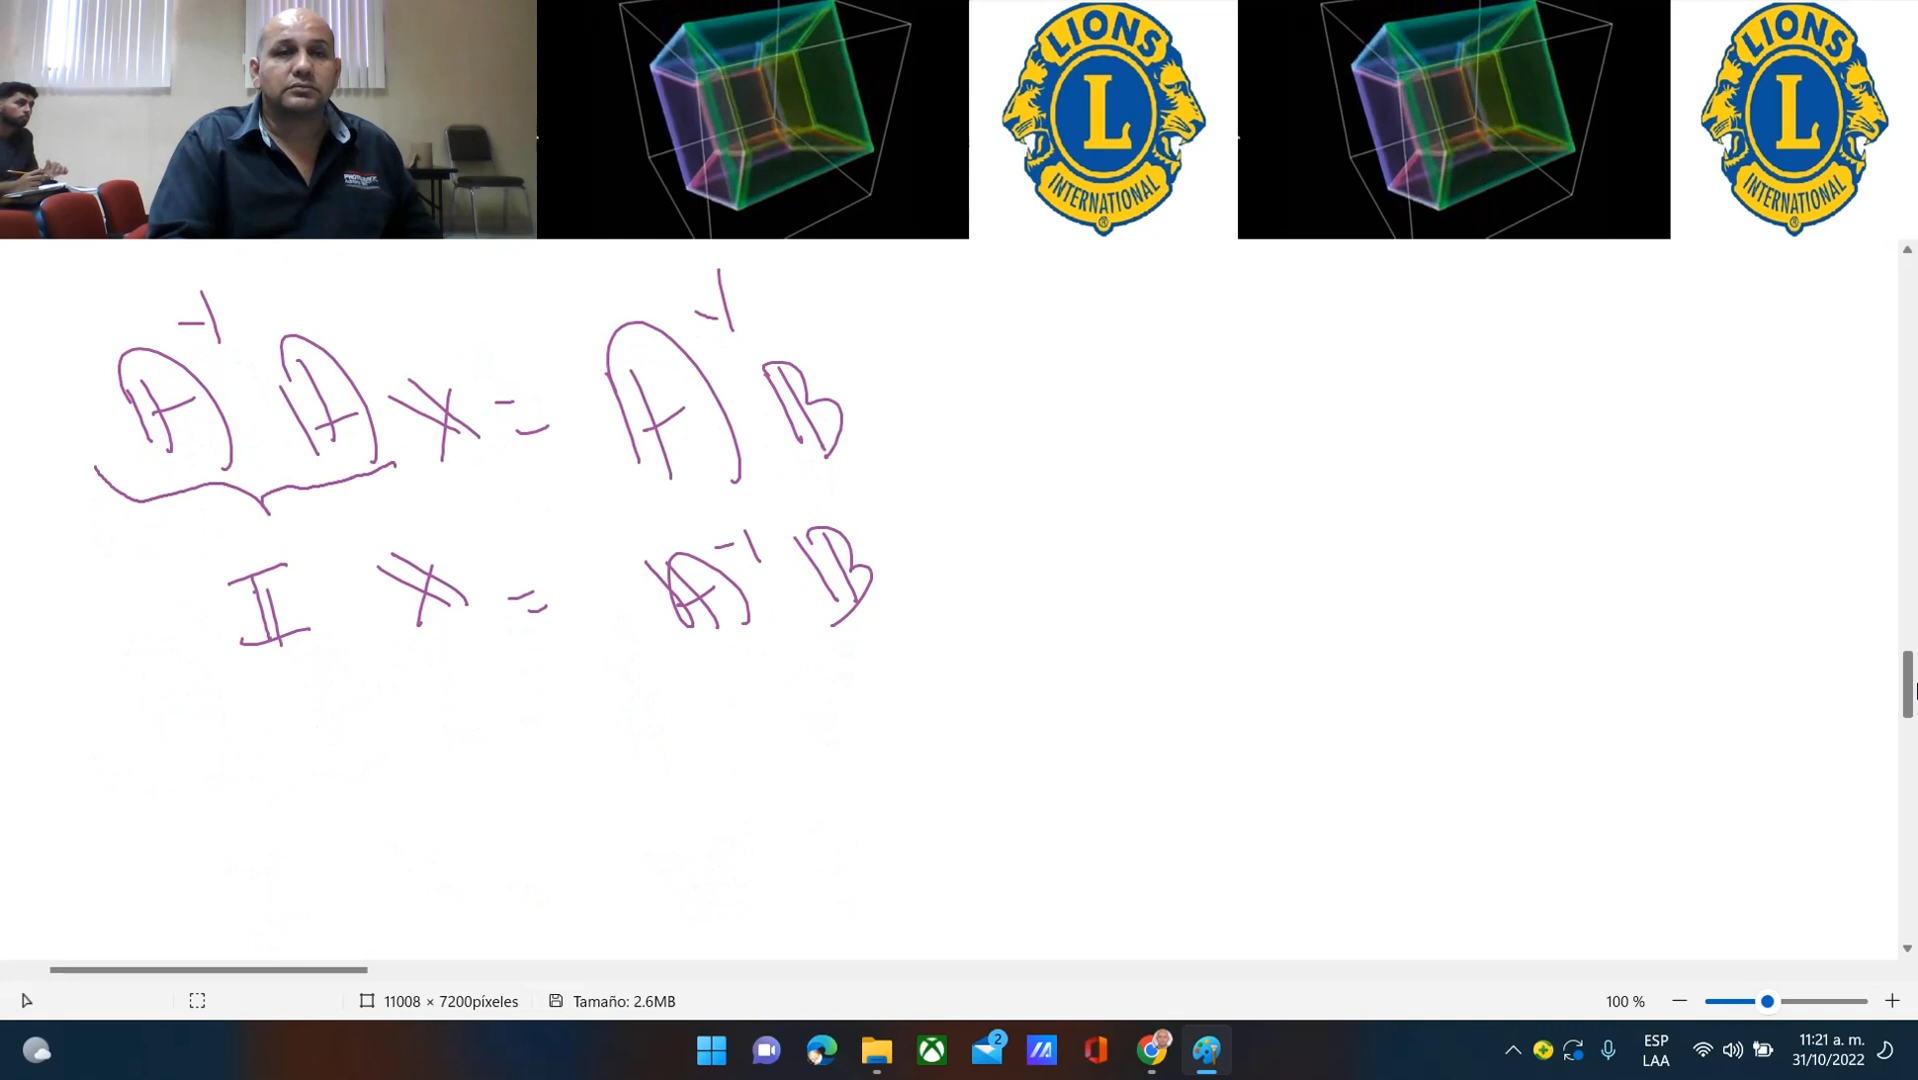 LIONS
L
INTERNATIONAL
®
LIONS
L
INTERNATIONAL
®
A⁻¹ A X = A⁻¹ B
I X = A⁻¹ B
11008 × 7200píxeles
Tamaño: 2.6MB
100 %
2
ESP
LAA
11:21 a. m.
31/10/2022